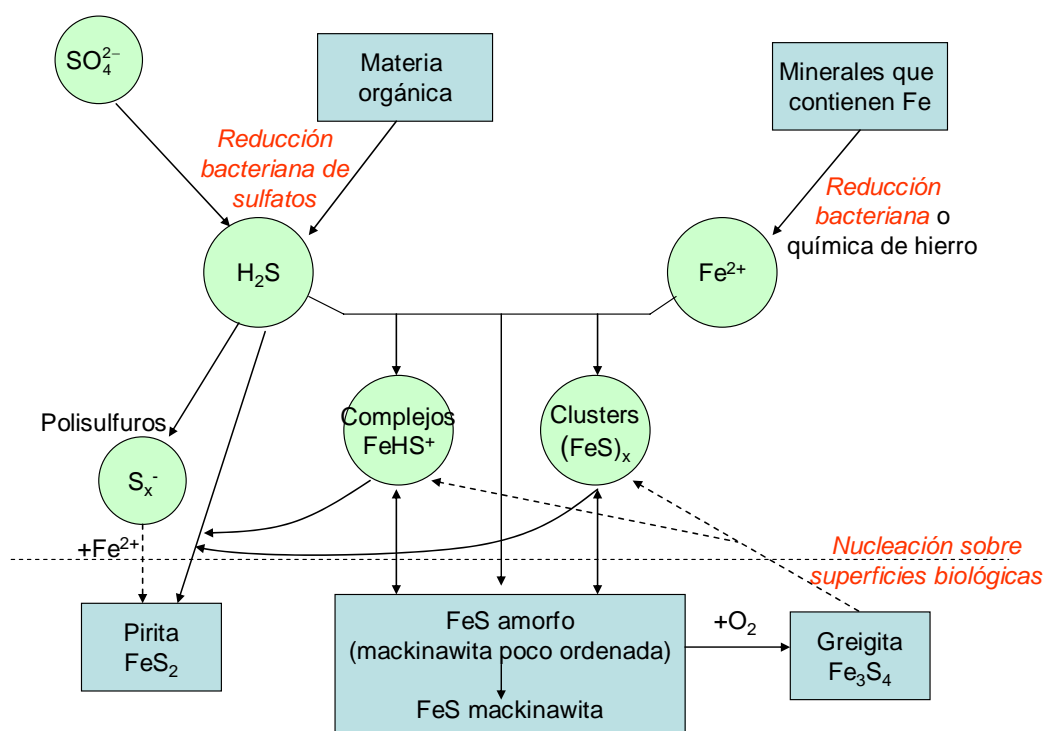 SO₄²⁻
Materia
orgánica
Minerales que
contienen Fe
Reducción
bacteriana de
sulfatos
Reducción
bacteriana o
química de hierro
H₂S
Fe²⁺
Polisulfuros
Complejos
FeHS⁺
Clusters
(FeS)ₓ
Sₓ⁻
+Fe²⁺
Nucleación sobre
superficies biológicas
Pirita
FeS₂
FeS amorfo
(mackinawita poco ordenada)
FeS mackinawita
+O₂
Greigita
Fe₃S₄